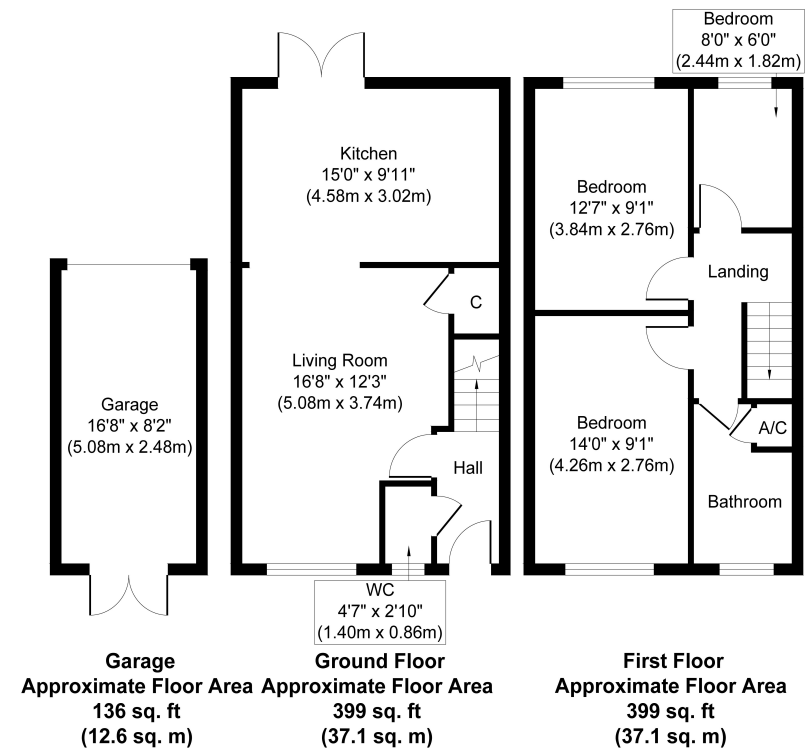 Bedroom
8'0" x 6'0"
(2.44m x 1.82m)
Kitchen
15'0" x 9'11"
(4.58m x 3.02m)
Bedroom
12'7" x 9'1"
(3.84m x 2.76m)
Landing
C
Living Room
16'8" x 12'3"
(5.08m x 3.74m)
Garage
16'8" x 8'2"
(5.08m x 2.48m)
Bedroom
14'0" x 9'1"
(4.26m x 2.76m)
A/C
Hall
Bathroom
WC
4'7" x 2'10"
(1.40m x 0.86m)
Garage
Approximate Floor Area
136 sq. ft
(12.6 sq. m)
Ground Floor
Approximate Floor Area
399 sq. ft
(37.1 sq. m)
First Floor
Approximate Floor Area
399 sq. ft
(37.1 sq. m)